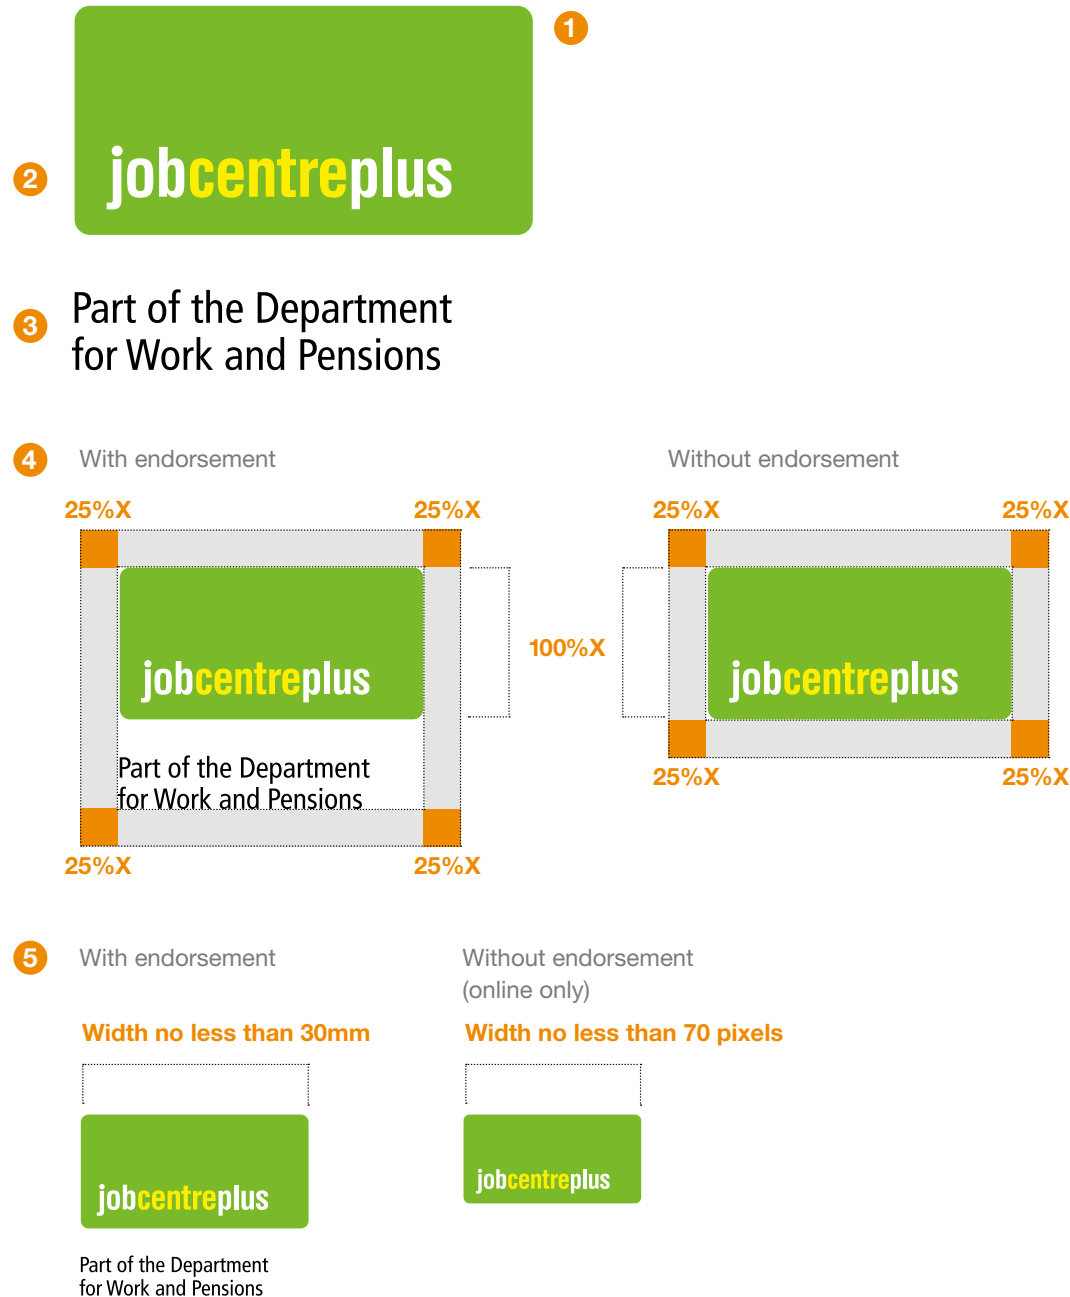 1
2
jobcentreplus
3
Part of the Department
for Work and Pensions
4
With endorsement
Without endorsement
25%X
25%X
25%X
25%X
jobcentreplus
100%X
jobcentreplus
Part of the Department
for Work and Pensions
25%X
25%X
25%X
25%X
5
With endorsement
Without endorsement
(online only)
Width no less than 30mm
Width no less than 70 pixels
jobcentreplus
jobcentreplus
Part of the Department
for Work and Pensions